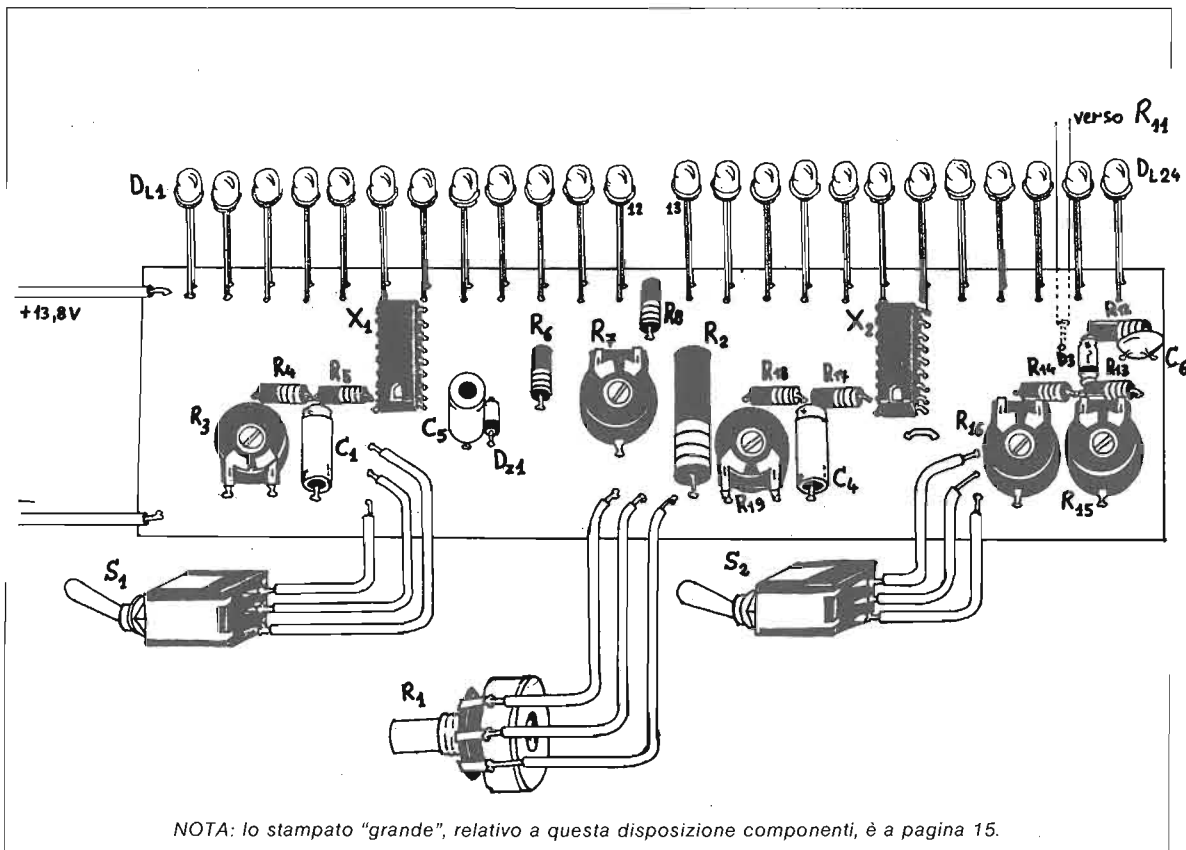 verso R11
DL1
12
13
DL24
+13,8V
X1
R6
R7
R8
R2
X2
R12
R4
R5
R18
R17
R14
D3
R13
C6
R3
C1
C5
Dz1
R19
C4
R16
R15
S1
S2
R1
NOTA: lo stampato "grande", relativo a questa disposizione componenti, è a pagina 15.